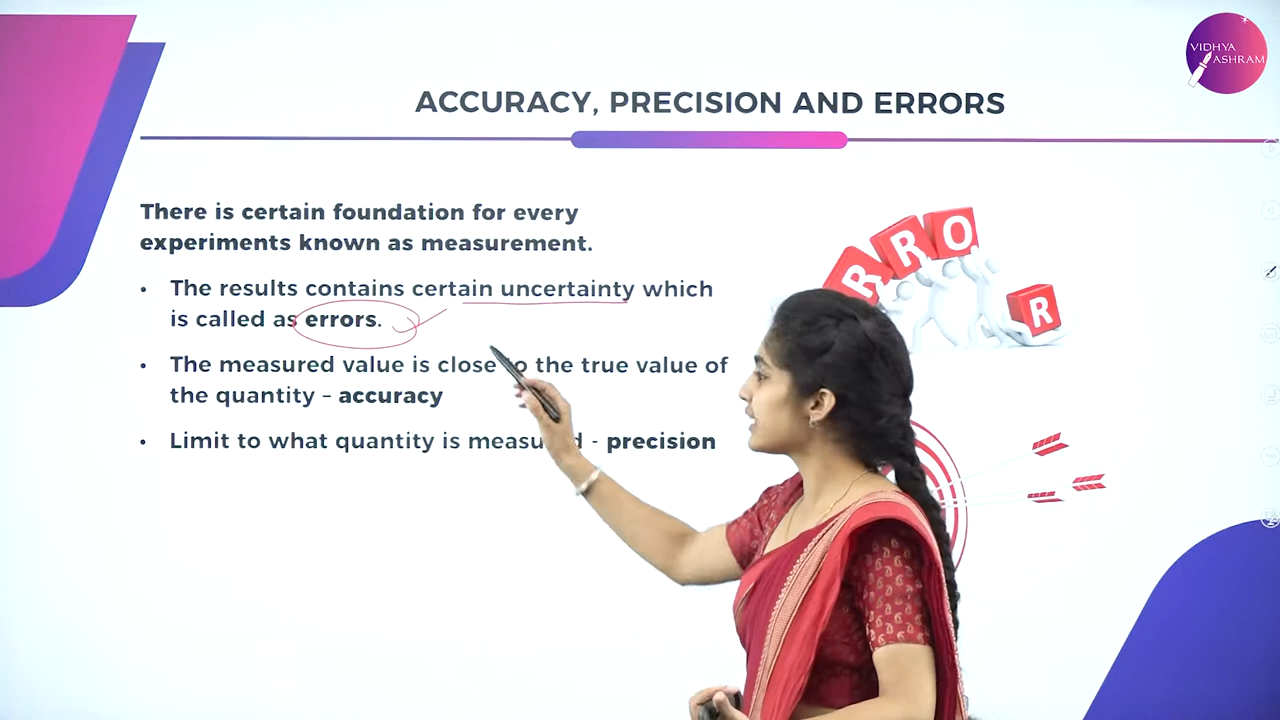 VIDHYA
ASHRAM
ACCURACY, PRECISION AND ERRORS
There is certain foundation for every
experiments known as measurement.
• The results contains certain uncertainty which
is called as errors.
• The measured value is close to the true value of
the quantity – accuracy
• Limit to what quantity is - precision
R
R
O
R